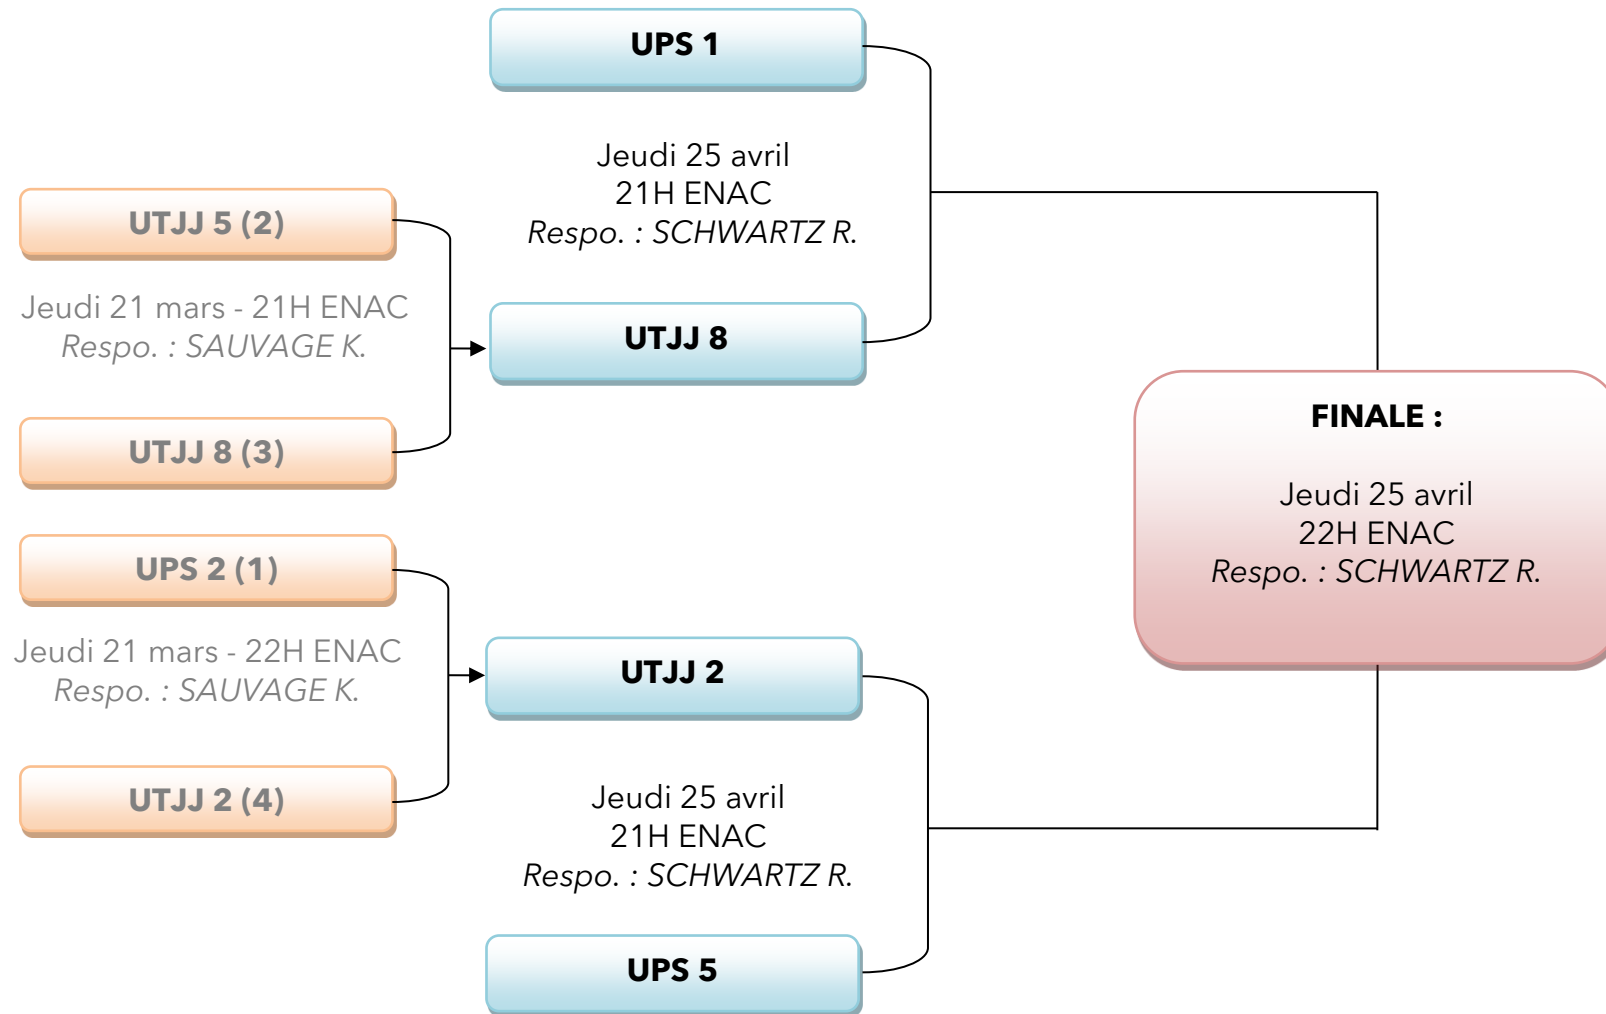 UPS 1
Jeudi 25 avril
21H ENAC
Respo. : SCHWARTZ R.
UTJJ 5 (2)
Jeudi 21 mars - 21H ENAC
Respo. : SAUVAGE K.
UTJJ 8
UTJJ 8 (3)
FINALE :
Jeudi 25 avril
22H ENAC
Respo. : SCHWARTZ R.
UPS 2 (1)
Jeudi 21 mars - 22H ENAC
Respo. : SAUVAGE K.
UTJJ 2
UTJJ 2 (4)
Jeudi 25 avril
21H ENAC
Respo. : SCHWARTZ R.
UPS 5